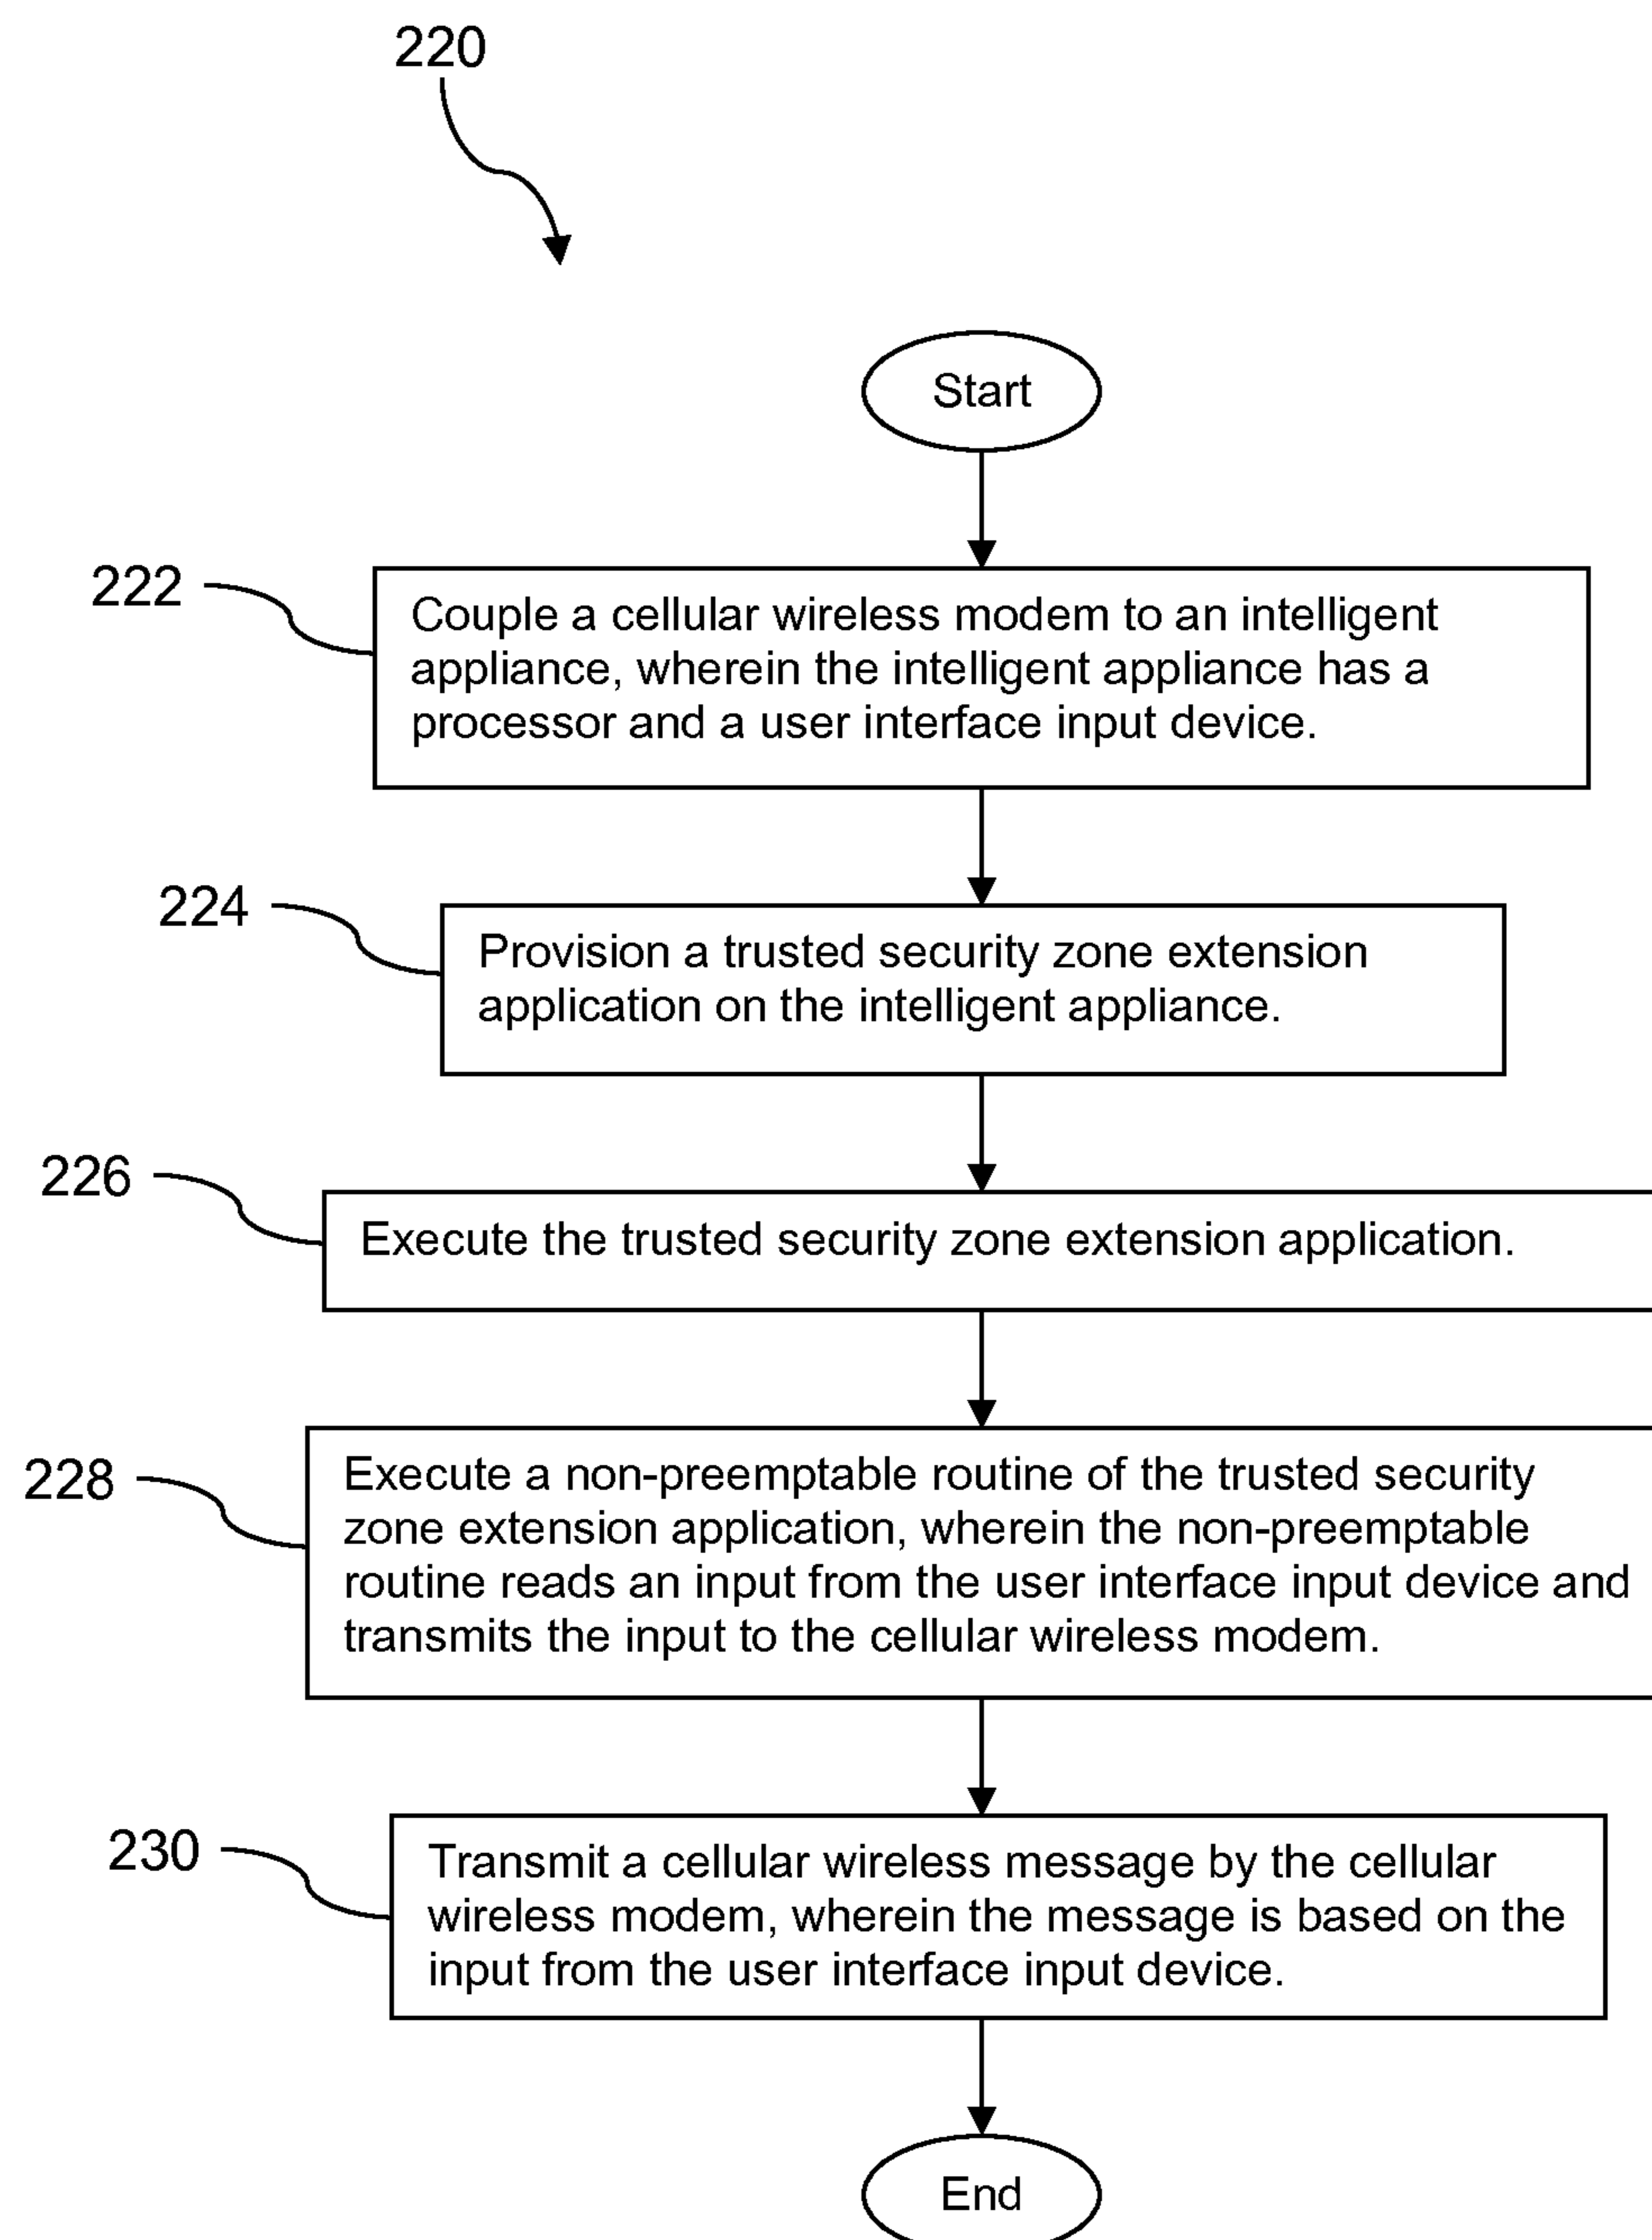 220
Start
222
Couple a cellular wireless modem to an intelligent
appliance, wherein the intelligent appliance has a
processor and a user interface input device.
224
Provision a trusted security zone extension
application on the intelligent appliance.
226
Execute the trusted security zone extension application.
228
Execute a non-preemptable routine of the trusted security
zone extension application, wherein the non-preemptable
routine reads an input from the user interface input device and
transmits the input to the cellular wireless modem.
230
Transmit a cellular wireless message by the cellular
wireless modem, wherein the message is based on the
input from the user interface input device.
End